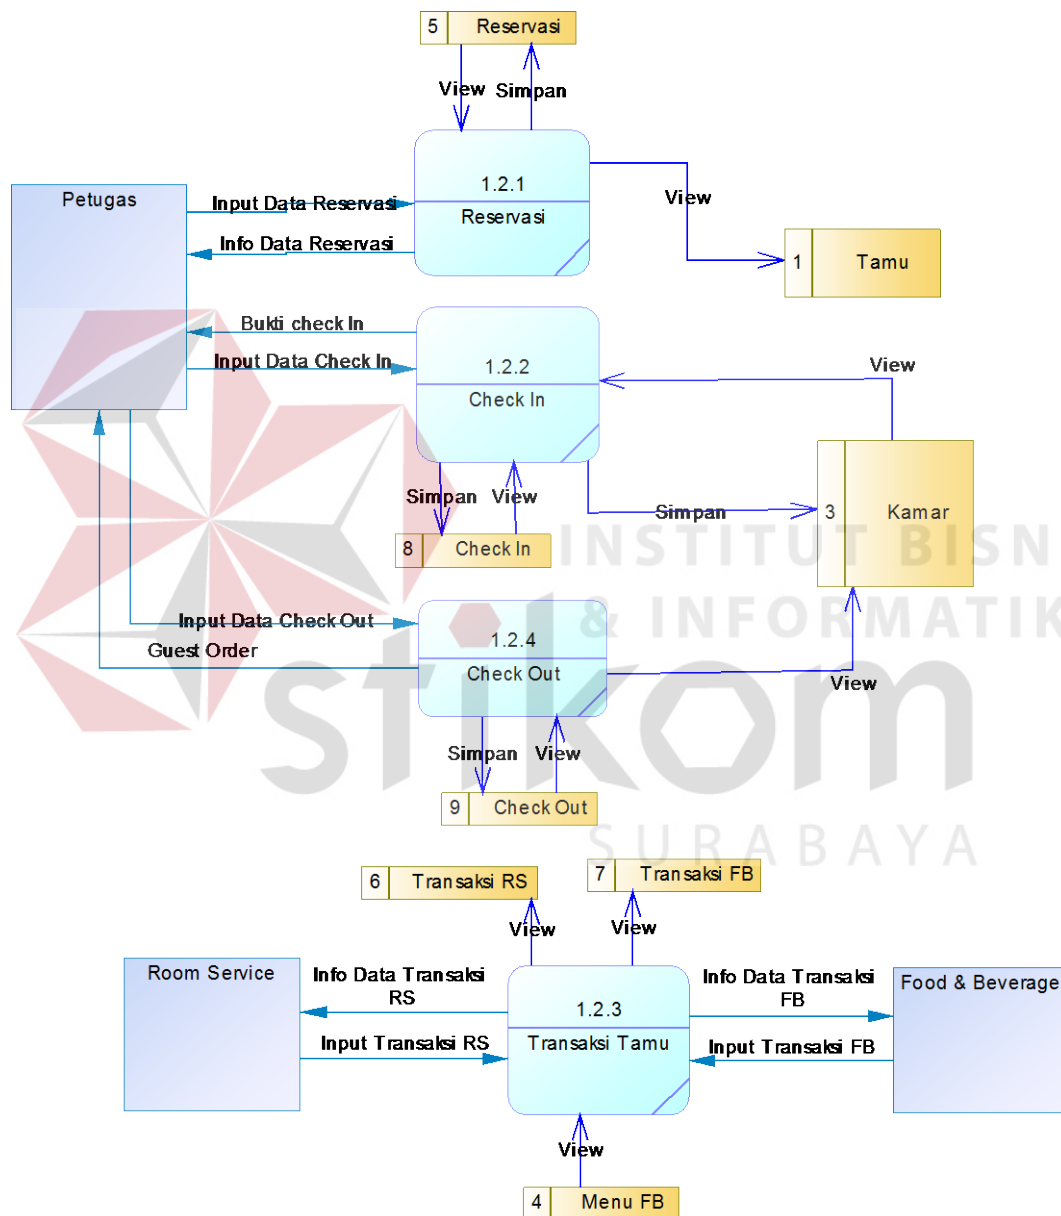 5 Reservasi
View Simpan
1.2.1
Reservasi
Petugas
Input Data Reservasi
Info Data Reservasi
View
1 Tamu
Bukti check In
Input Data Check In
1.2.2
Check In
View
Simpan View
Simpan
3 Kamar
8 Check In
INSTITUT BISN
& INFORMATIK
Input Data Check Out
Guest Order
1.2.4
Check Out
View
stikom
Simpan View
9 Check Out
SURABAYA
6 Transaksi RS
7 Transaksi FB
View View
Room Service
Info Data Transaksi
RS
Input Transaksi RS
1.2.3
Transaksi Tamu
Info Data Transaksi
FB
Input Transaksi FB
Food & Beverage
View
4 Menu FB